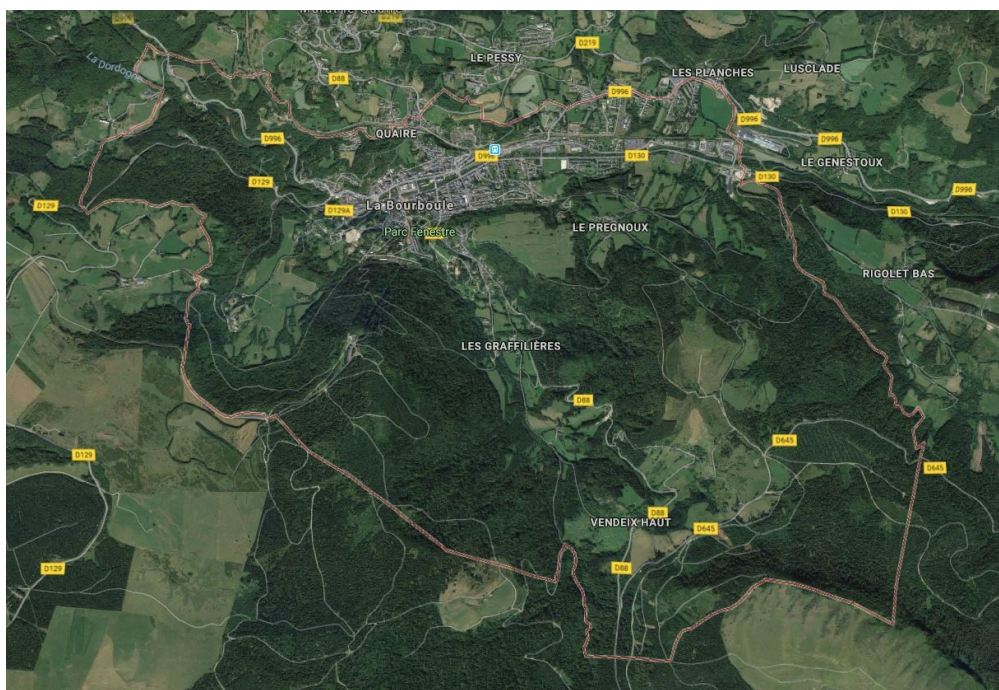 D219
LE PESSY
LES PLANCHES
LUSCLADE
La Dordogne
D88
D996
D996
QUAIRE
D996
D996
D996
D130
LE GENESTOUX
D129
D130
D996
D129
D129A
La Bourboule
D130
Parc Fenestre
LE PREGNOUX
RIGOLET BAS
LES GRAFFILIÈRES
D88
D645
D129
D645
D88
VENDEIX HAUT
D645
D129
D88